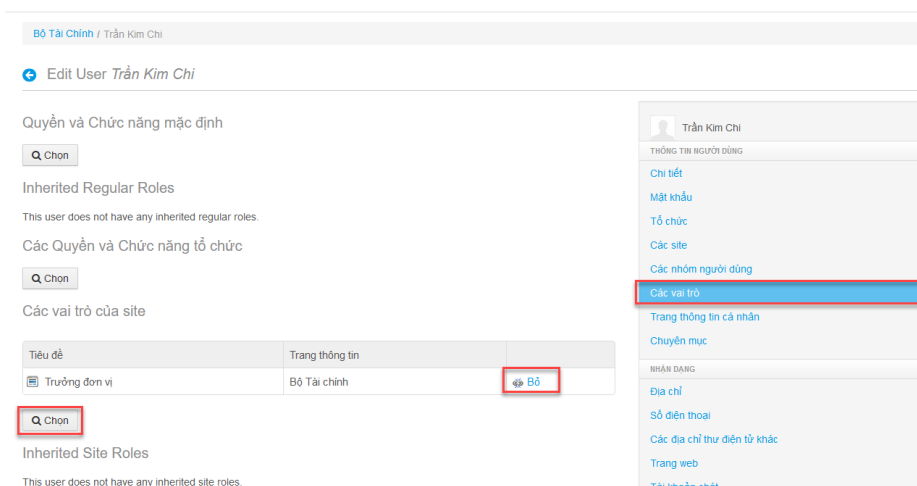 Bộ Tài Chính / Trần Kim Chi
Edit User Trần Kim Chi
Quyền và Chức năng mặc định
Chọn
Inherited Regular Roles
This user does not have any inherited regular roles.
Các Quyền và Chức năng tổ chức
Chọn
Các vai trò của site
Tiêu đề Trang thông tin
Trưởng đơn vị Bộ Tài chính Bỏ
Chọn
Inherited Site Roles
This user does not have any inherited site roles.
Trần Kim Chi
THÔNG TIN NGƯỜI DÙNG
Chi tiết
Mật khẩu
Tổ chức
Các site
Các nhóm người dùng
Các vai trò
Trang thông tin cá nhân
Chuyên mục
NHẬN DẠNG
Địa chỉ
Số điện thoại
Các địa chỉ thư điện tử khác
Trang web